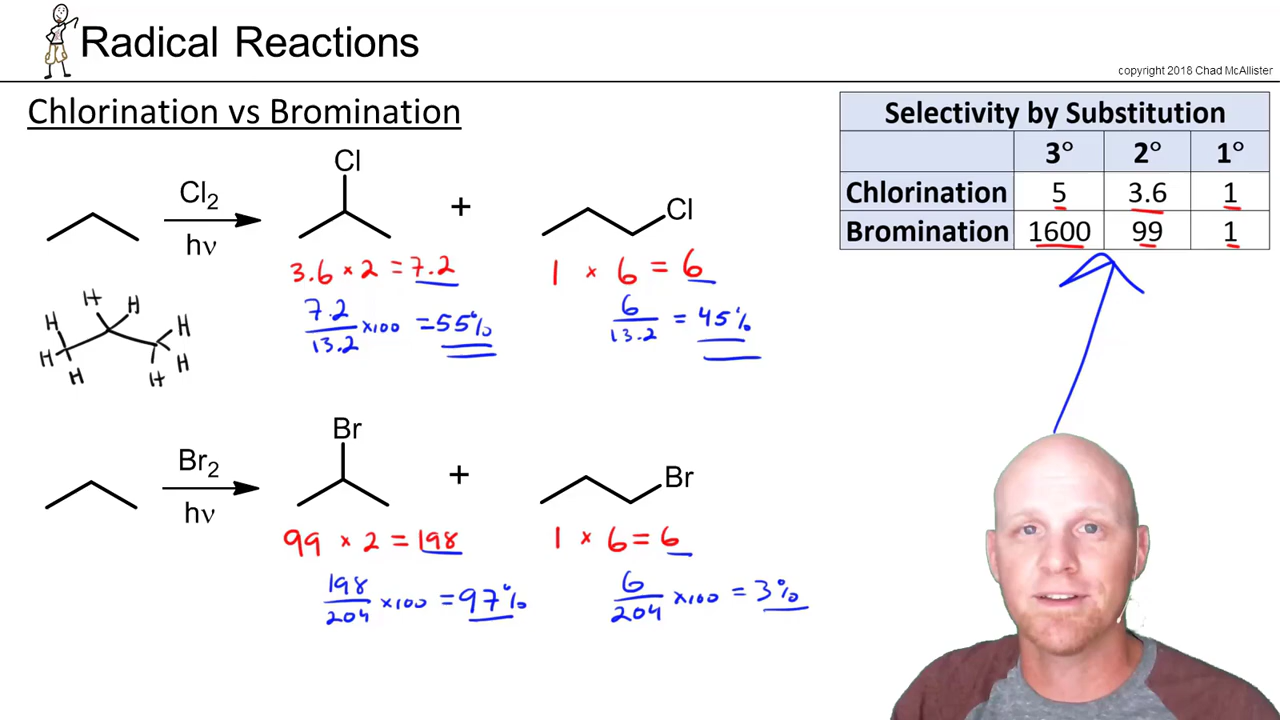 Radical Reactions
copyright 2018 Chad McAllister
Chlorination vs Bromination
Selectivity by Substitution
3° 2° 1°
Chlorination 5 3.6 1
Bromination 1600 99 1
Cl2
hν
Cl
+
Cl
3.6 × 2 = 7.2
1 × 6 = 6
7.2/13.2 ×100 = 55%
6/13.2 = 45%
H H
H H
H H
H H
Br2
hν
Br
+
Br
99 × 2 = 198
1 × 6 = 6
198/204 ×100 = 97%
6/204 ×100 = 3%